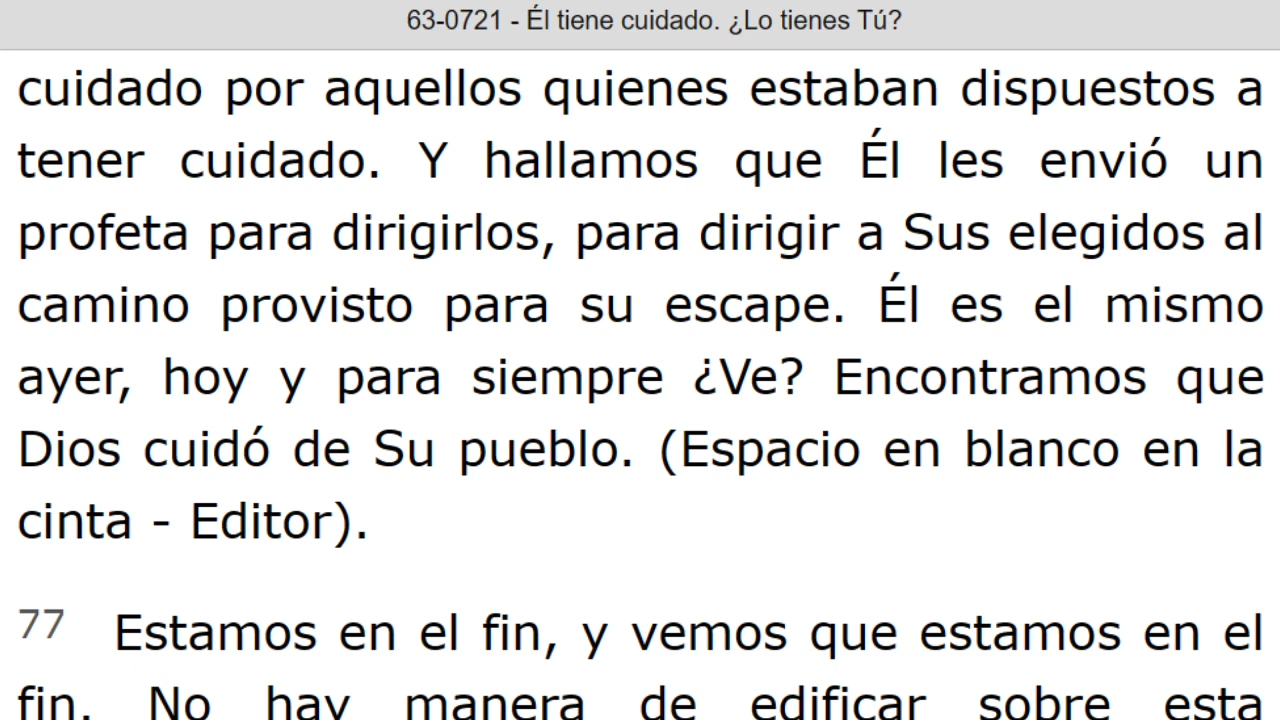 63-0721 - Él tiene cuidado. ¿Lo tienes Tú?
cuidado por aquellos quienes estaban dispuestos a
tener cuidado. Y hallamos que Él les envió un
profeta para dirigirlos, para dirigir a Sus elegidos al
camino provisto para su escape. Él es el mismo
ayer, hoy y para siempre ¿Ve? Encontramos que
Dios cuidó de Su pueblo. (Espacio en blanco en la
cinta - Editor).
77 Estamos en el fin, y vemos que estamos en el
fin. No hay manera de edificar sobre esta